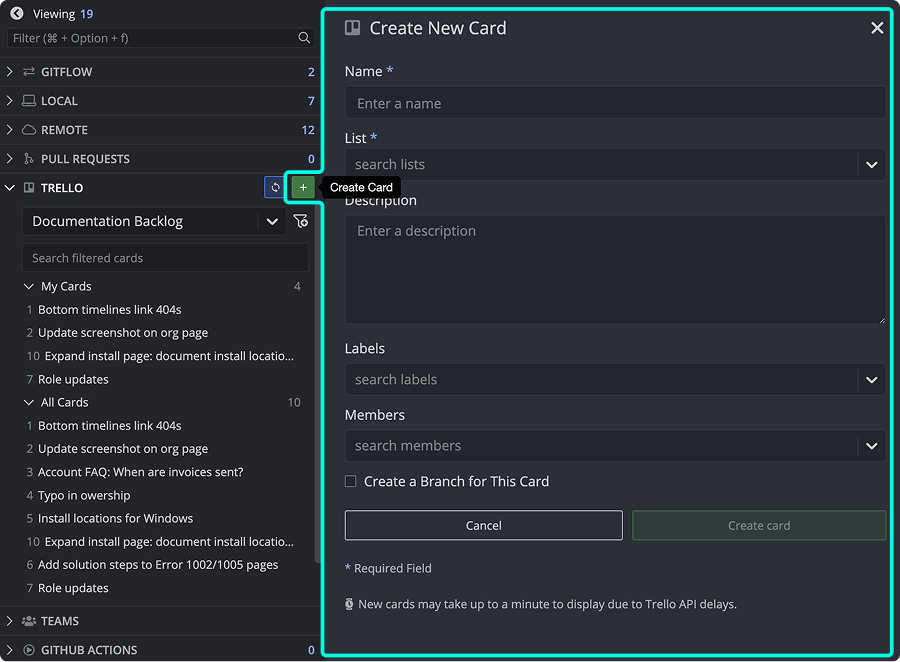 Viewing 19
Filter (⌘ + Option + f)
GITFLOW 2
LOCAL 7
REMOTE 12
PULL REQUESTS 0
TRELLO
+
Create Card
Documentation Backlog
Search filtered cards
My Cards 4
1 Bottom timelines link 404s
2 Update screenshot on org page
10 Expand install page: document install locatio...
7 Role updates
All Cards 10
1 Bottom timelines link 404s
2 Update screenshot on org page
3 Account FAQ: When are invoices sent?
4 Typo in owership
5 Install locations for Windows
10 Expand install page: document install locatio...
6 Add solution steps to Error 1002/1005 pages
7 Role updates
TEAMS
GITHUB ACTIONS 0
Create New Card
Name *
Enter a name
List *
search lists
Description
Enter a description
Labels
search labels
Members
search members
Create a Branch for This Card
Cancel
Create card
* Required Field
New cards may take up to a minute to display due to Trello API delays.